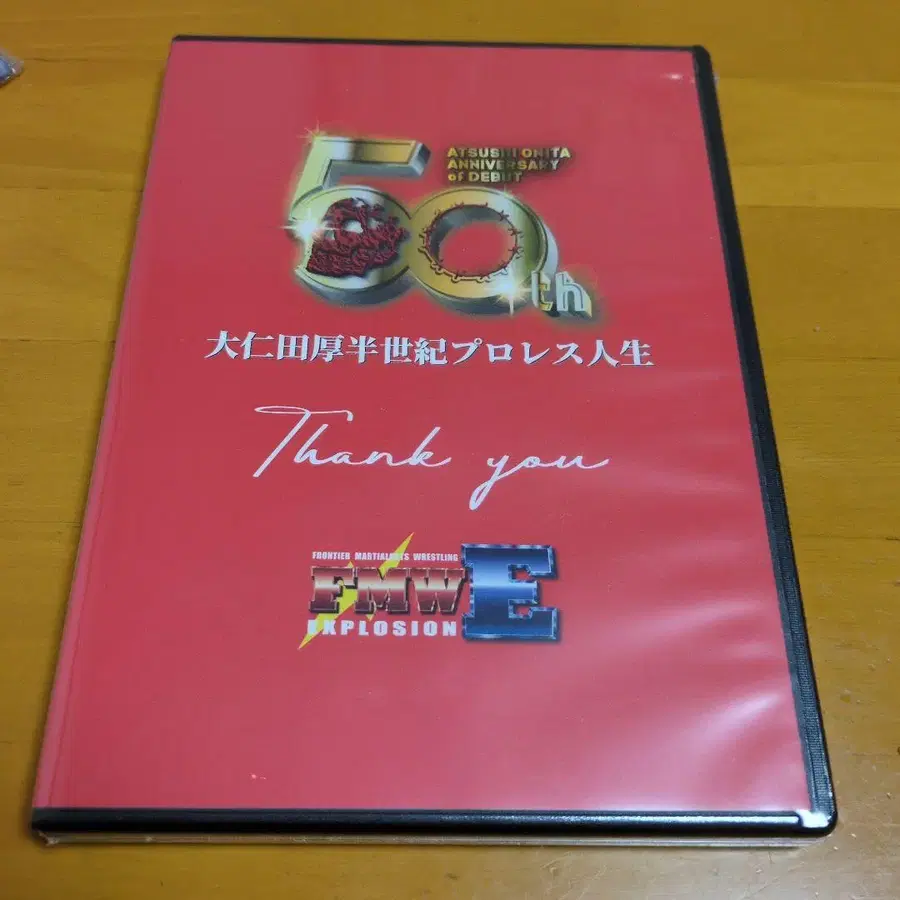 50th
ATSUSHI ONITA
ANNIVERSARY
of DEBUT
大仁田厚半世紀プロレス人生
Thank you
FRONTIER MARTIALARTS WRESTLING
FMWE
EXPLOSION